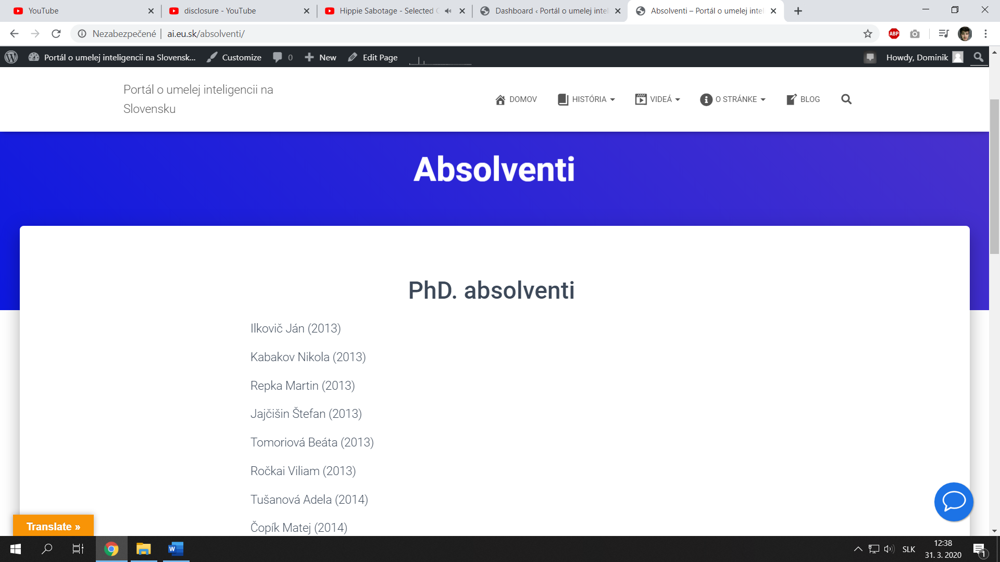 YouTube
disclosure - YouTube
Hippie Sabotage - Selected
Dashboard ‹ Portál o umelej intel
Absolventi – Portál o umelej intel
Nezabezpečené | ai.eu.sk/absolventi/
ABP
Portál o umelej inteligencii na Slovensk...
Customize
0
New
Edit Page
Howdy, Dominik
Portál o umelej inteligencii na
Slovensku
DOMOV
HISTÓRIA
VIDEÁ
O STRÁNKE
BLOG
Absolventi
PhD. absolventi
Ilkovič Ján (2013)
Kabakov Nikola (2013)
Repka Martin (2013)
Jajčišin Štefan (2013)
Tomoriová Beáta (2013)
Ročkai Viliam (2013)
Tušanová Adela (2014)
Čopík Matej (2014)
Translate »
W
SLK
12:38
31. 3. 2020
1